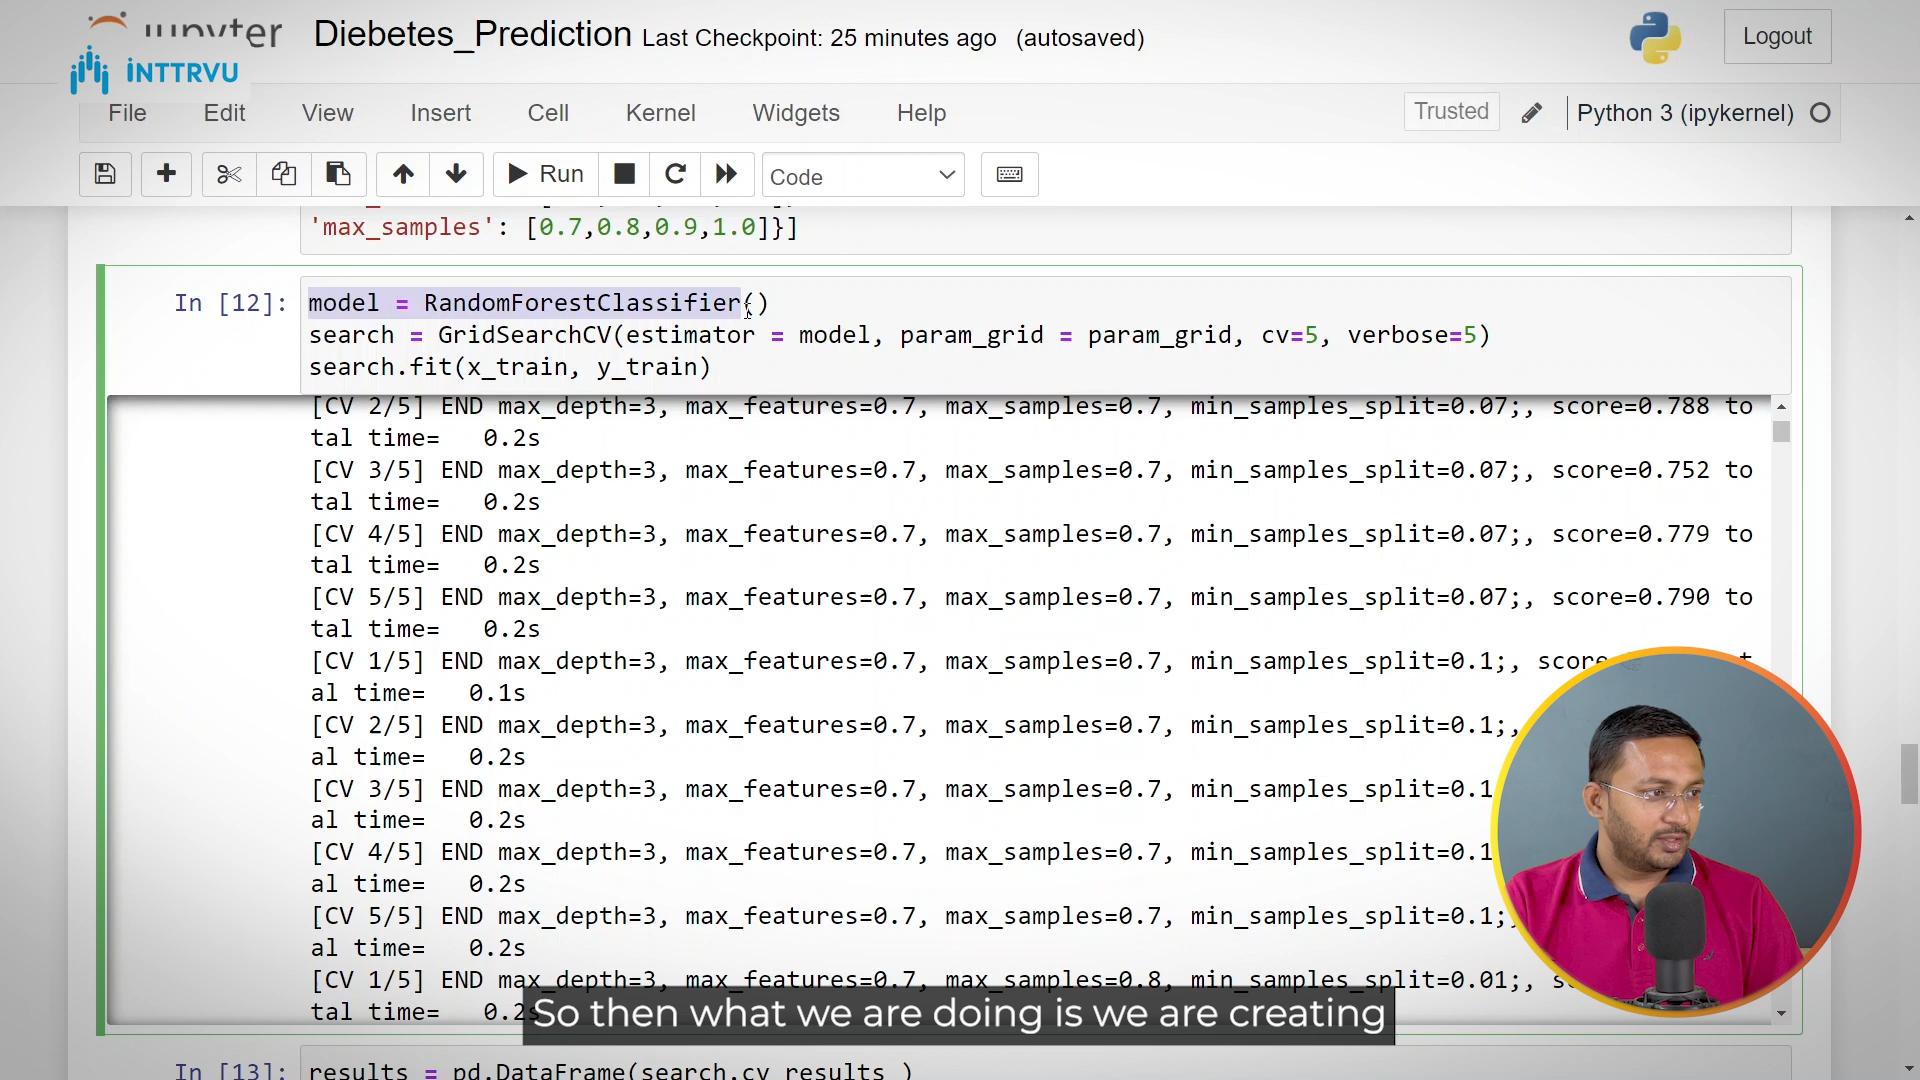 Diebetes_Prediction Last Checkpoint: 25 minutes ago (autosaved)
Logout
INTTRVU
File Edit View Insert Cell Kernel Widgets Help
Trusted
Python 3 (ipykernel)
Run
Code
'max_samples': [0.7,0.8,0.9,1.0]}]
In [12]: model = RandomForestClassifier()
search = GridSearchCV(estimator = model, param_grid = param_grid, cv=5, verbose=5)
search.fit(x_train, y_train)
[CV 2/5] END max_depth=3, max_features=0.7, max_samples=0.7, min_samples_split=0.07;, score=0.788 to
tal time=   0.2s
[CV 3/5] END max_depth=3, max_features=0.7, max_samples=0.7, min_samples_split=0.07;, score=0.752 to
tal time=   0.2s
[CV 4/5] END max_depth=3, max_features=0.7, max_samples=0.7, min_samples_split=0.07;, score=0.779 to
tal time=   0.2s
[CV 5/5] END max_depth=3, max_features=0.7, max_samples=0.7, min_samples_split=0.07;, score=0.790 to
tal time=   0.2s
[CV 1/5] END max_depth=3, max_features=0.7, max_samples=0.7, min_samples_split=0.1;, score
al time=   0.1s
[CV 2/5] END max_depth=3, max_features=0.7, max_samples=0.7, min_samples_split=0.1;,
al time=   0.2s
[CV 3/5] END max_depth=3, max_features=0.7, max_samples=0.7, min_samples_split=0.1
al time=   0.2s
[CV 4/5] END max_depth=3, max_features=0.7, max_samples=0.7, min_samples_split=0.1
al time=   0.2s
[CV 5/5] END max_depth=3, max_features=0.7, max_samples=0.7, min_samples_split=0.1;
al time=   0.2s
[CV 1/5] END max_depth=3, max_features=0.7, max_samples=0.8, min_samples_split=0.01;,
tal time=   0.2s
So then what we are doing is we are creating
In [13]: results = pd.DataFrame(search.cv_results_)